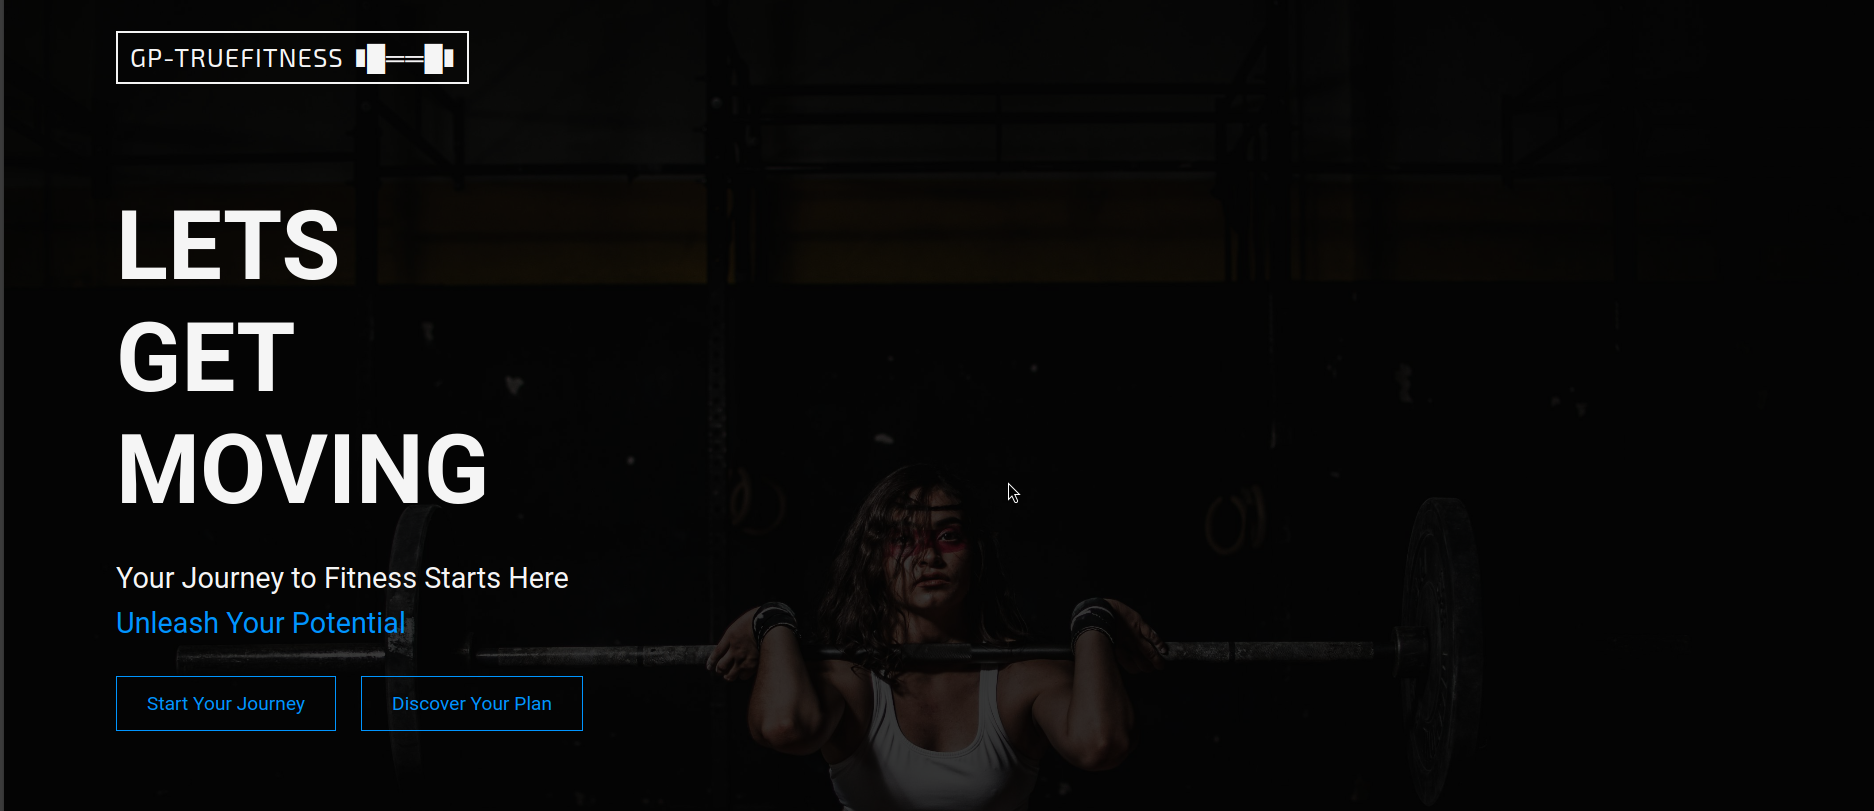 GP-TRUEFITNESS
LETS
GET
MOVING
Your Journey to Fitness Starts Here
Unleash Your Potential
Start Your Journey
Discover Your Plan